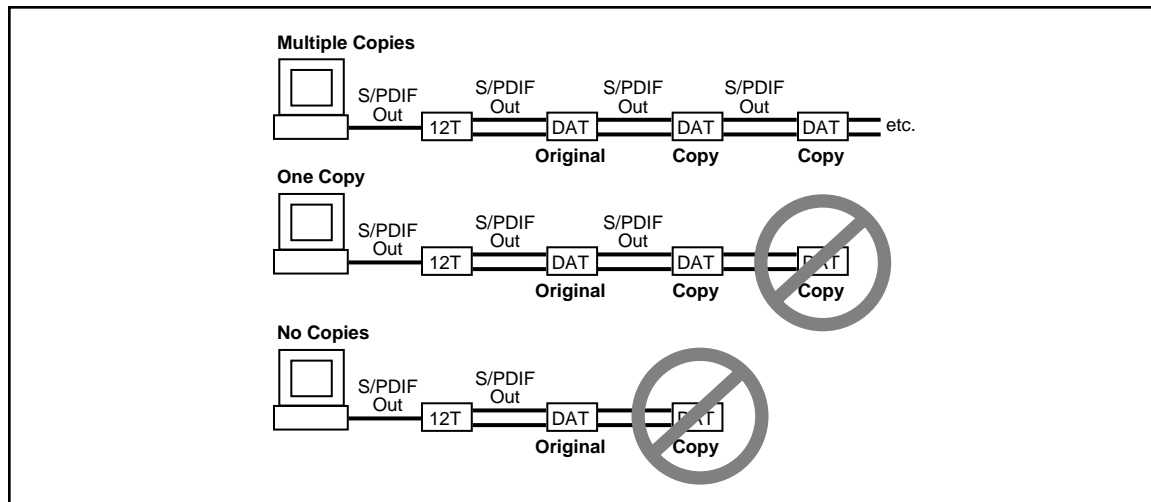 Multiple Copies
S/PDIF Out
S/PDIF Out
S/PDIF Out
S/PDIF Out
12T
DAT
DAT
DAT
etc.
Original
Copy
Copy
One Copy
S/PDIF Out
S/PDIF Out
S/PDIF Out
12T
DAT
DAT
DAT
Original
Copy
Copy
No Copies
S/PDIF Out
S/PDIF Out
12T
DAT
DAT
Original
Copy